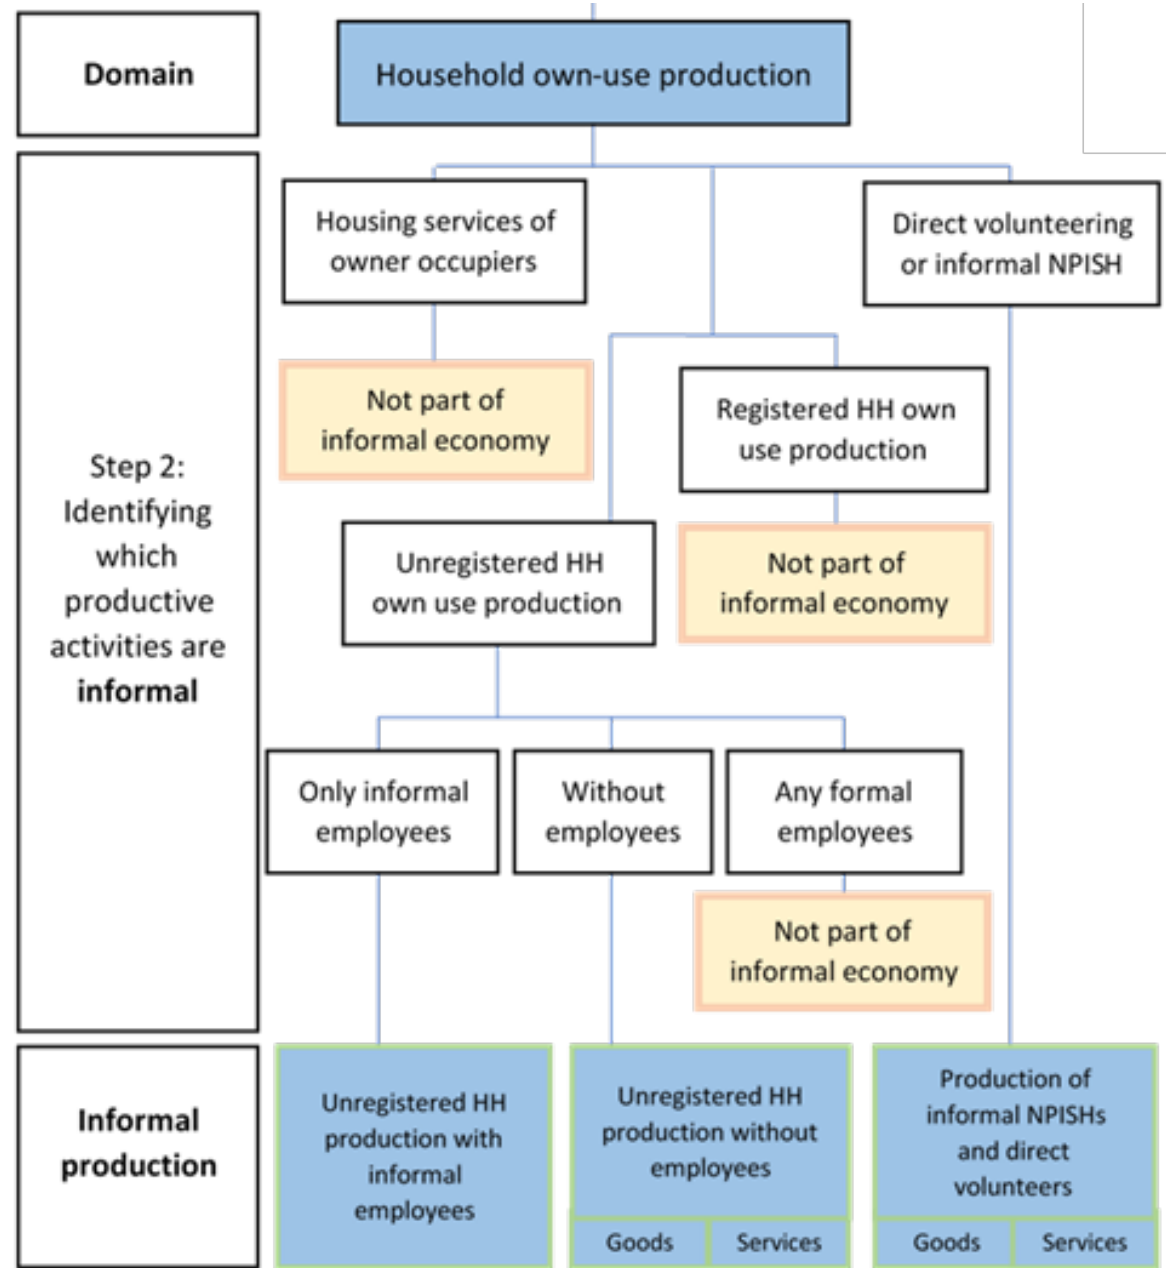 Domain
Household own-use production
Step 2:
Identifying
which
productive
activities are
informal
Housing services of
owner occupiers
Direct volunteering
or informal NPISH
Not part of
informal economy
Registered HH own
use production
Not part of
informal economy
Unregistered HH
own use production
Only informal
employees
Without
employees
Any formal
employees
Not part of
informal economy
Informal
production
Unregistered HH
production with
informal
employees
Unregistered HH
production without
employees
Goods
Services
Production of
informal NPISHs
and direct
volunteers
Goods
Services